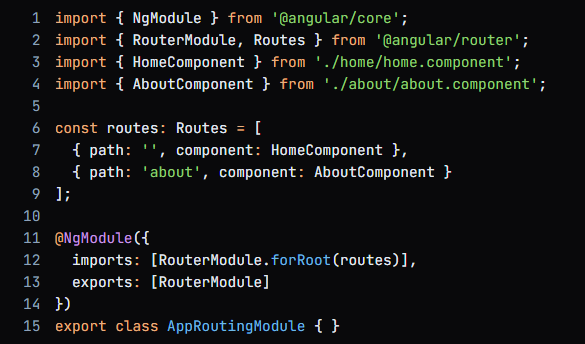 1 import { NgModule } from '@angular/core';
2 import { RouterModule, Routes } from '@angular/router';
3 import { HomeComponent } from './home/home.component';
4 import { AboutComponent } from './about/about.component';
5
6 const routes: Routes = [
7   { path: '', component: HomeComponent },
8   { path: 'about', component: AboutComponent }
9 ];
10
11 @NgModule({
12   imports: [RouterModule.forRoot(routes)],
13   exports: [RouterModule]
14 })
15 export class AppRoutingModule { }